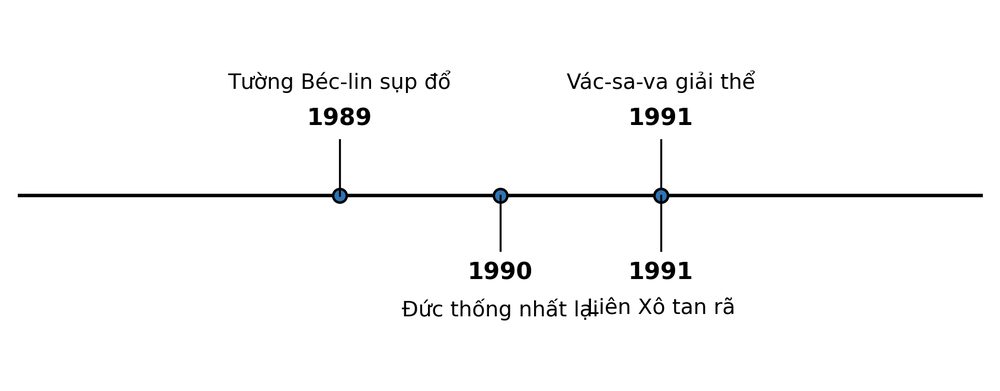 Tường Béc-lin sụp đổ
1989
Vác-sa-va giải thể
1991
1990
Đức thống nhất lại
1991
Liên Xô tan rã